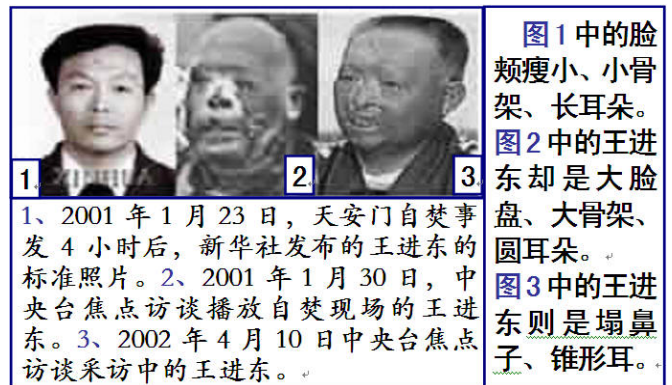 1
2
3
1、2001 年 1 月 23 日，天安门自焚事
发 4 小时后，新华社发布的王进东的
标准照片。2、2001 年 1 月 30 日，中
央台焦点访谈播放自焚现场的王进
东。3、2002 年 4 月 10 日中央台焦点
访谈采访中的王进东。
图1中的脸
颊瘦小、小骨
架、长耳朵。
图2中的王进
东却是大脸
盘、大骨架、
圆耳朵。
图3中的王进
东则是塌鼻
子、锥形耳。